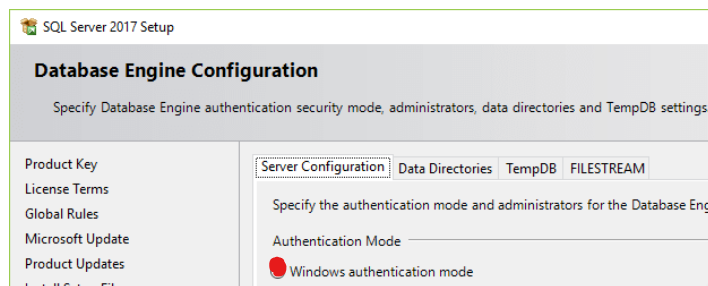 SQL Server 2017 Setup
Database Engine Configuration
Specify Database Engine authentication security mode, administrators, data directories and TempDB settings
Product Key
License Terms
Global Rules
Microsoft Update
Product Updates
Server Configuration Data Directories TempDB FILESTREAM
Specify the authentication mode and administrators for the Database Eng
Authentication Mode
Windows authentication mode